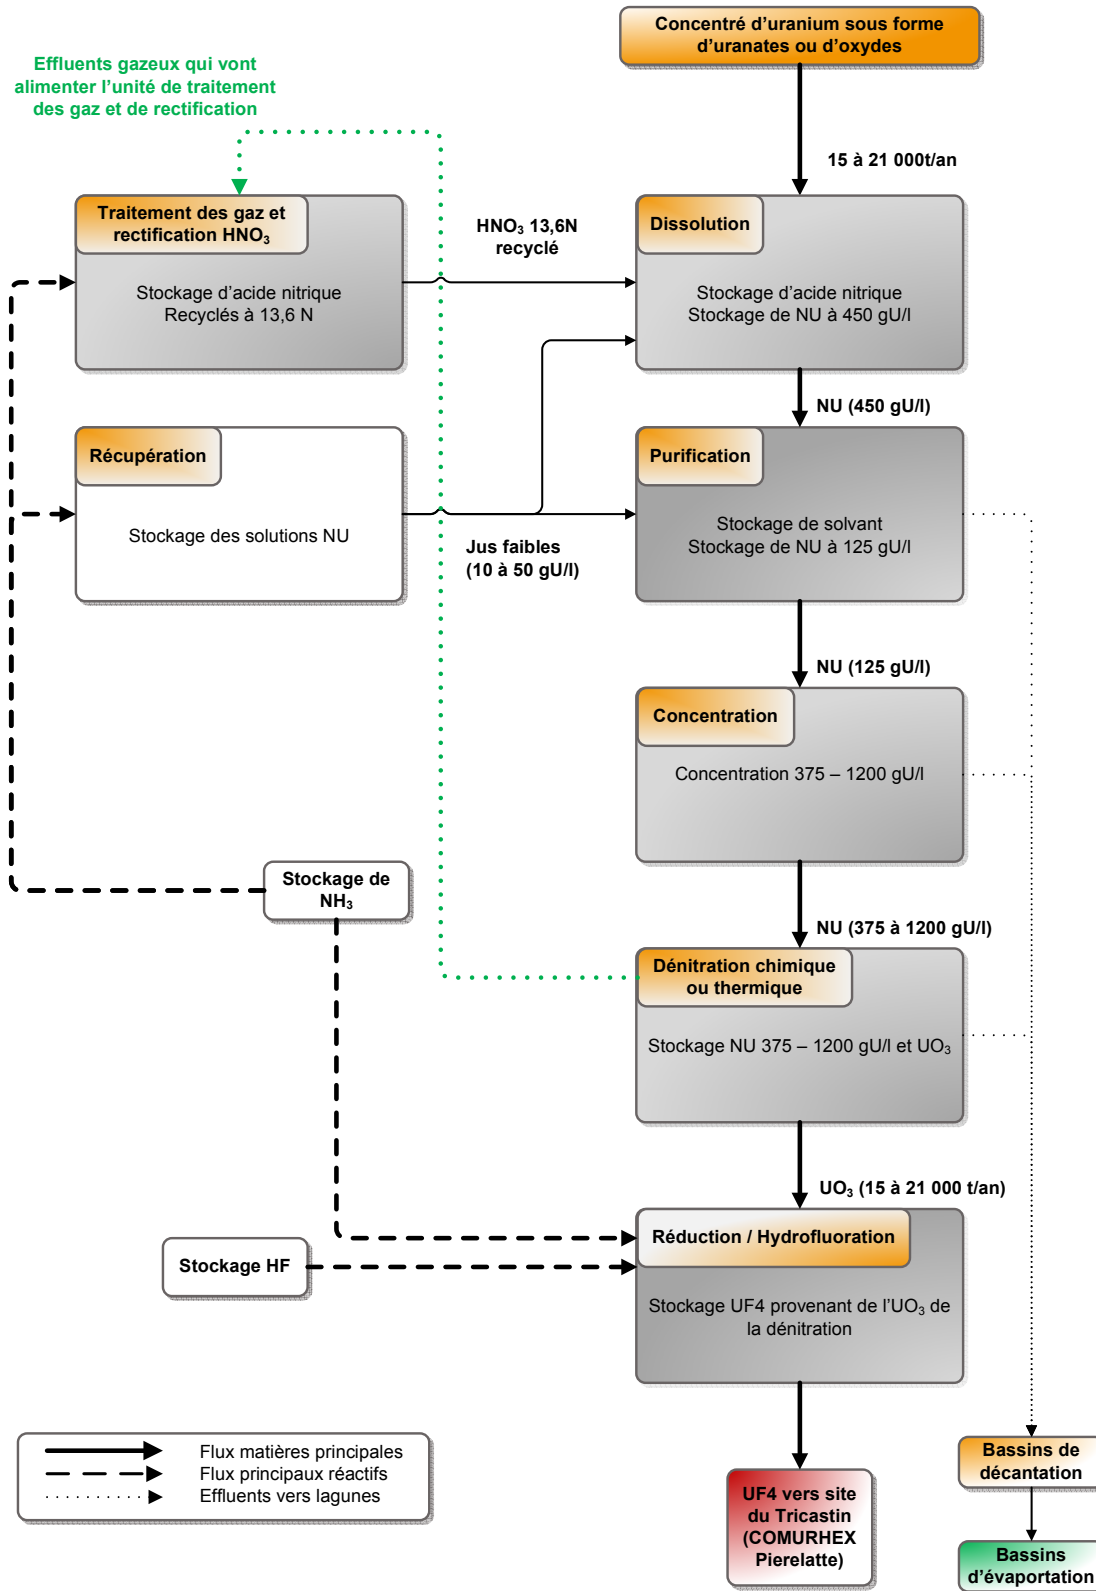 Concentré d'uranium sous forme
d'uranates ou d'oxydes
Effluents gazeux qui vont
alimenter l'unité de traitement
des gaz et de rectification
15 à 21 000t/an
Traitement des gaz et
rectification HNO₃
Stockage d'acide nitrique
Recyclés à 13,6 N
HNO₃ 13,6N
recyclé
Dissolution
Stockage d'acide nitrique
Stockage de NU à 450 gU/l
NU (450 gU/l)
Récupération
Stockage des solutions NU
Jus faibles
(10 à 50 gU/l)
Purification
Stockage de solvant
Stockage de NU à 125 gU/l
NU (125 gU/l)
Concentration
Concentration 375 – 1200 gU/l
Stockage de
NH₃
NU (375 à 1200 gU/l)
Dénitration chimique
ou thermique
Stockage NU 375 – 1200 gU/l et UO₃
UO₃ (15 à 21 000 t/an)
Réduction / Hydrofluoration
Stockage HF
Stockage UF4 provenant de l'UO₃ de
la dénitration
Flux matières principales
Flux principaux réactifs
Effluents vers lagunes
UF4 vers site
du Tricastin
(COMURHEX
Pierelatte)
Bassins de
décantation
Bassins
d'évaportation